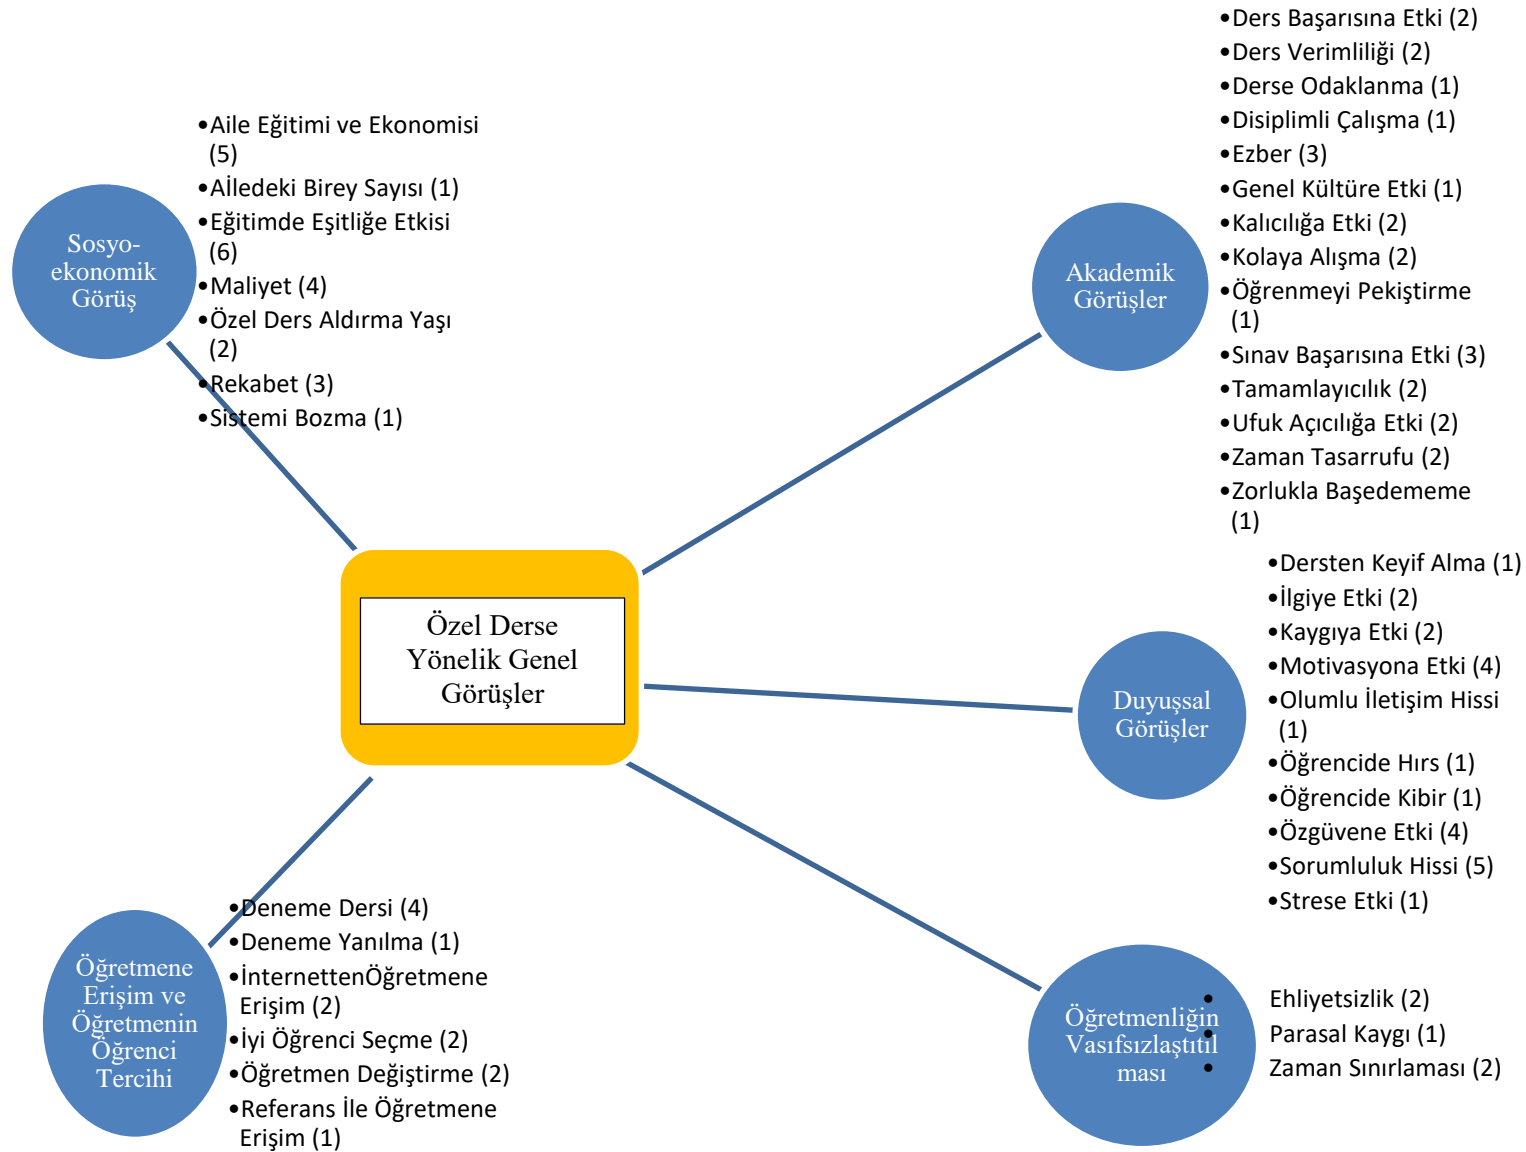 Sosyo-
ekonomik
Görüş
•Aile Eğitimi ve Ekonomisi
(5)
•Aİledeki Birey Sayısı (1)
•Eğitimde Eşitliğe Etkisi
(6)
•Maliyet (4)
•Özel Ders Aldırma Yaşı
(2)
•Rekabet (3)
•Sistemi Bozma (1)
Akademik
Görüşler
•Ders Başarısına Etki (2)
•Ders Verimliliği (2)
•Derse Odaklanma (1)
•Disiplimli Çalışma (1)
•Ezber (3)
•Genel Kültüre Etki (1)
•Kalıcılığa Etki (2)
•Kolaya Alışma (2)
•Öğrenmeyi Pekiştirme
(1)
•Sınav Başarısına Etki (3)
•Tamamlayıcılık (2)
•Ufuk Açıcılığa Etki (2)
•Zaman Tasarrufu (2)
•Zorlukla Başedememe
(1)
Özel Derse
Yönelik Genel
Görüşler
Duyuşsal
Görüşler
•Dersten Keyif Alma (1)
•İlgiye Etki (2)
•Kaygıya Etki (2)
•Motivasyona Etki (4)
•Olumlu İletişim Hissi
(1)
•Öğrencide Hırs (1)
•Öğrencide Kibir (1)
•Özgüvene Etki (4)
•Sorumluluk Hissi (5)
•Strese Etki (1)
Öğretmene
Erişim ve
Öğretmenin
Öğrenci
Tercihi
•Deneme Dersi (4)
•Deneme Yanılma (1)
•İnternettenÖğretmene
Erişim (2)
•İyi Öğrenci Seçme (2)
•Öğretmen Değiştirme (2)
•Referans İle Öğretmene
Erişim (1)
Öğretmenliğin
Vasıfsızlaştıtıl
ması
• Ehliyetsizlik (2)
• Parasal Kaygı (1)
• Zaman Sınırlaması (2)